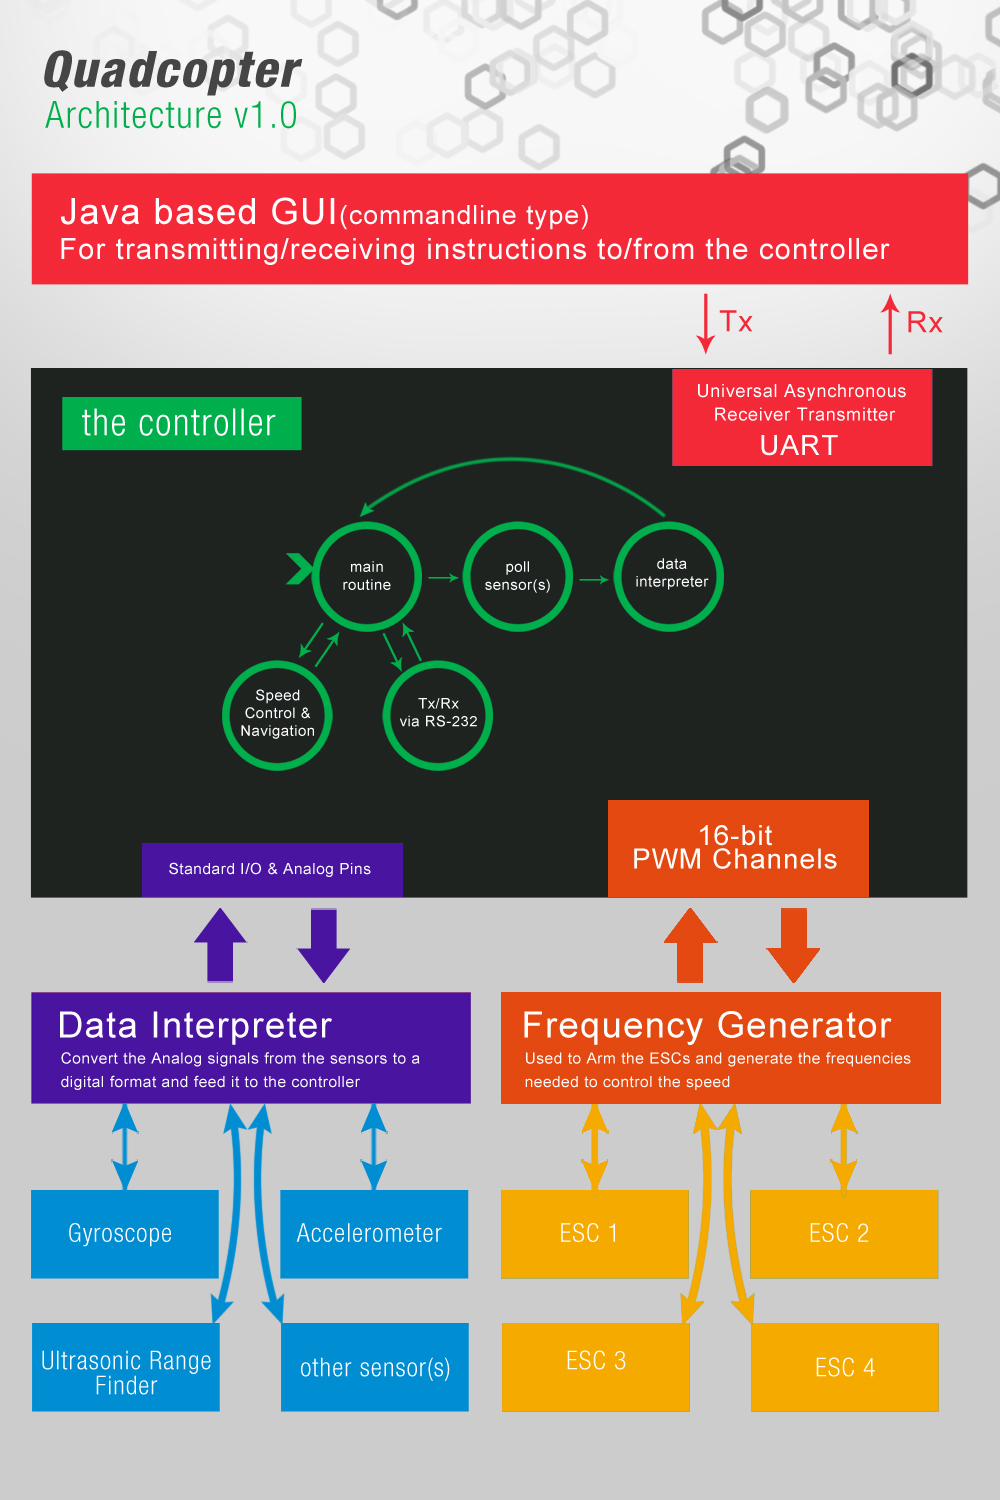 Quadcopter
Architecture v1.0
Java based GUI(commandline type)
For transmitting/receiving instructions to/from the controller
Tx
Rx
the controller
Universal Asynchronous
Receiver Transmitter
UART
main
routine
poll
sensor(s)
data
interpreter
Speed
Control &
Navigation
Tx/Rx
via RS-232
Standard I/O & Analog Pins
16-bit
PWM Channels
Data Interpreter
Convert the Analog signals from the sensors to a
digital format and feed it to the controller
Frequency Generator
Used to Arm the ESCs and generate the frequencies
needed to control the speed
Gyroscope
Accelerometer
ESC 1
ESC 2
Ultrasonic Range
Finder
other sensor(s)
ESC 3
ESC 4